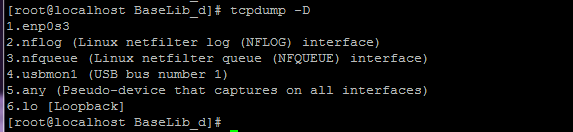 [root@localhost BaseLib_d]# tcpdump -D
1.enp0s3
2.nflog (Linux netfilter log (NFLOG) interface)
3.nfqueue (Linux netfilter queue (NFQUEUE) interface)
4.usbmon1 (USB bus number 1)
5.any (Pseudo-device that captures on all interfaces)
6.lo [Loopback]
[root@localhost BaseLib_d]#